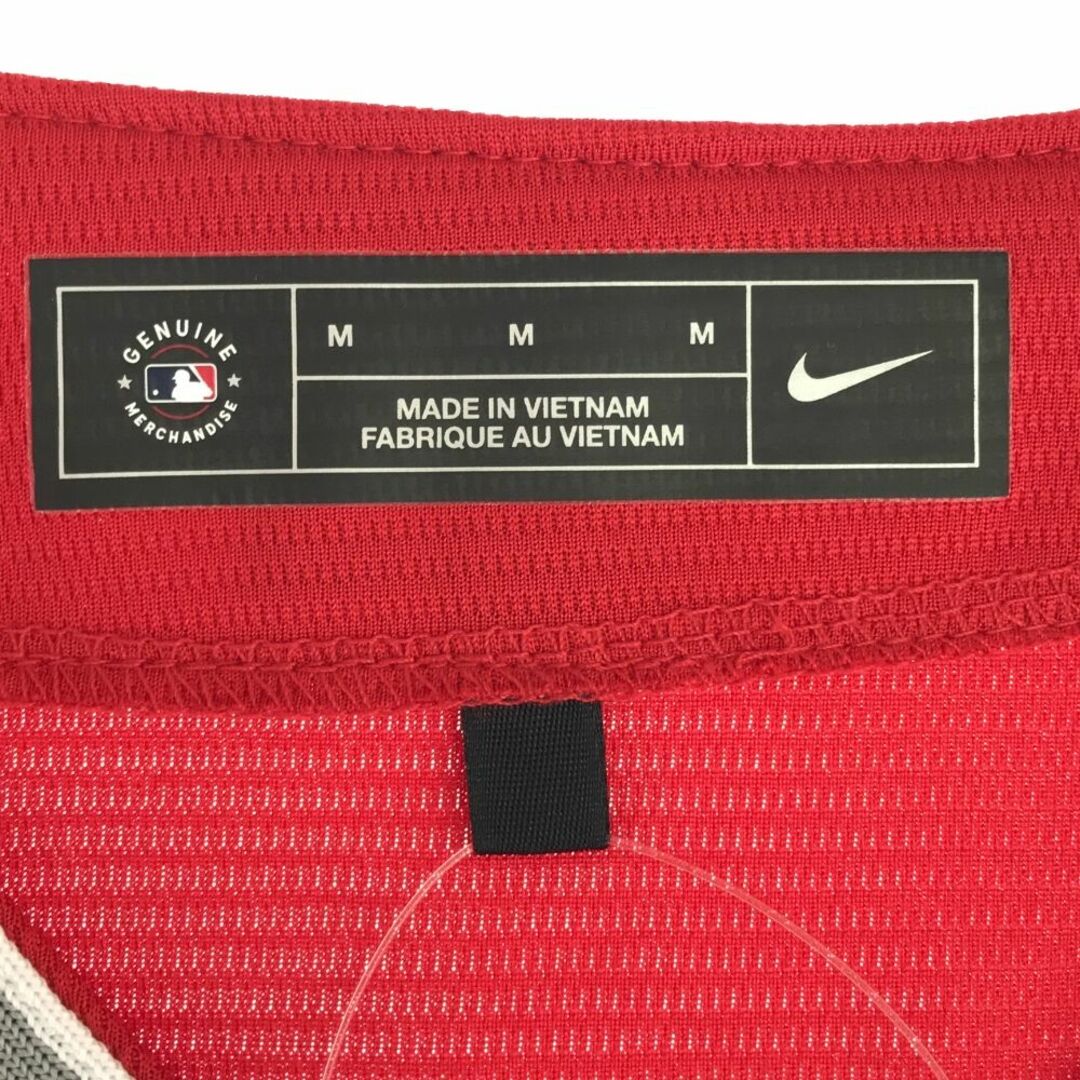 GENUINE
MERCHANDISE
M M M
MADE IN VIETNAM
FABRIQUE AU VIETNAM